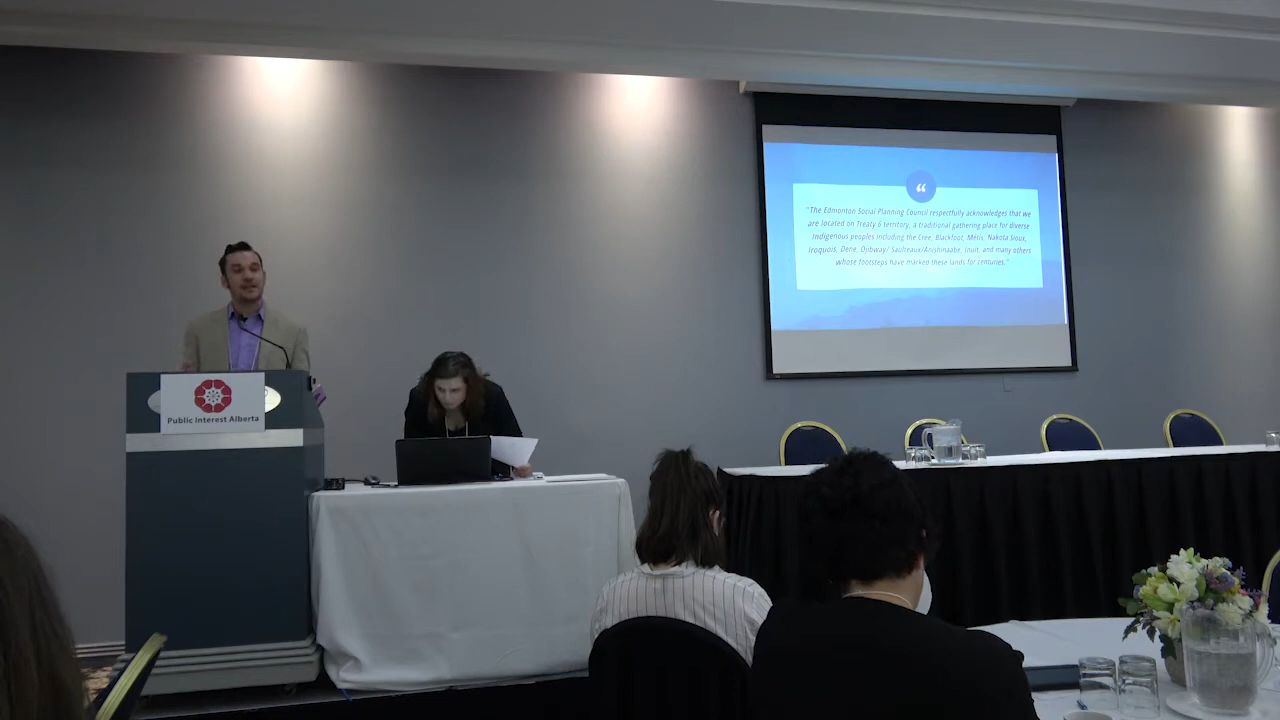 “
"The Edmonton Social Planning Council respectfully acknowledges that we
are located on Treaty 6 territory, a traditional gathering place for diverse
Indigenous peoples including the Cree, Blackfoot, Métis, Nakota Sioux,
Iroquois, Dene, Ojibway/ Saulteaux/Anishinaabe, Inuit, and many others
whose footsteps have marked these lands for centuries."
Public Interest Alberta